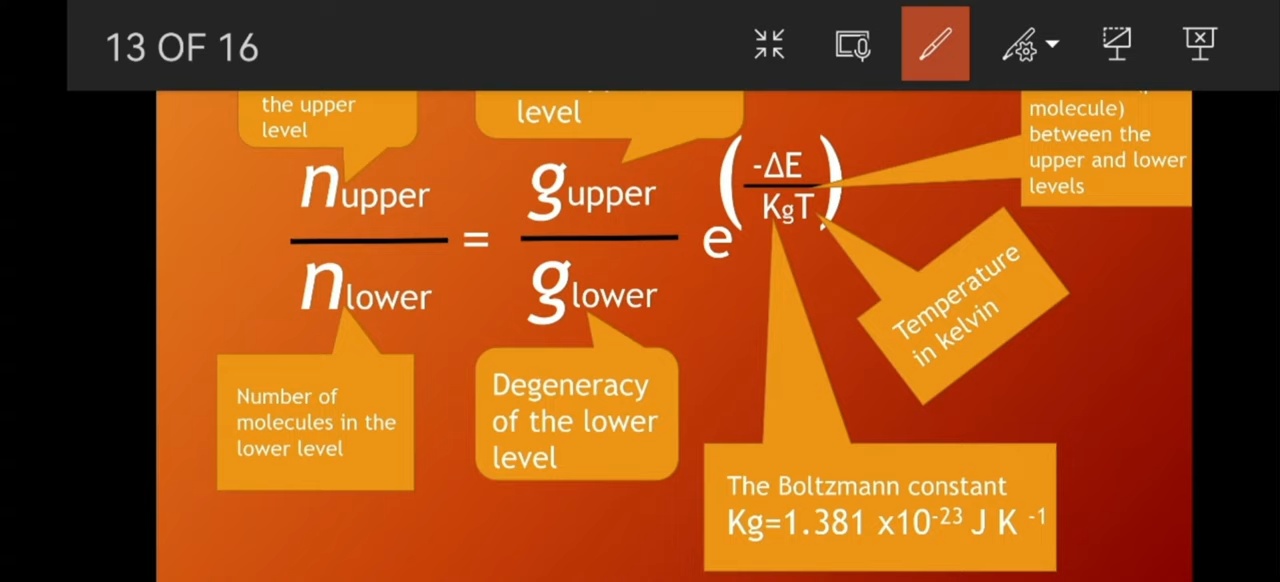 13 OF 16
the upper
level
level
molecule)
between the
upper and lower
levels
nupper
nlower
=
gupper
glower
e
(-ΔE
KgT)
Temperature
in kelvin
Number of
molecules in the
lower level
Degeneracy
of the lower
level
The Boltzmann constant
Kg=1.381 x10-23 J K -1